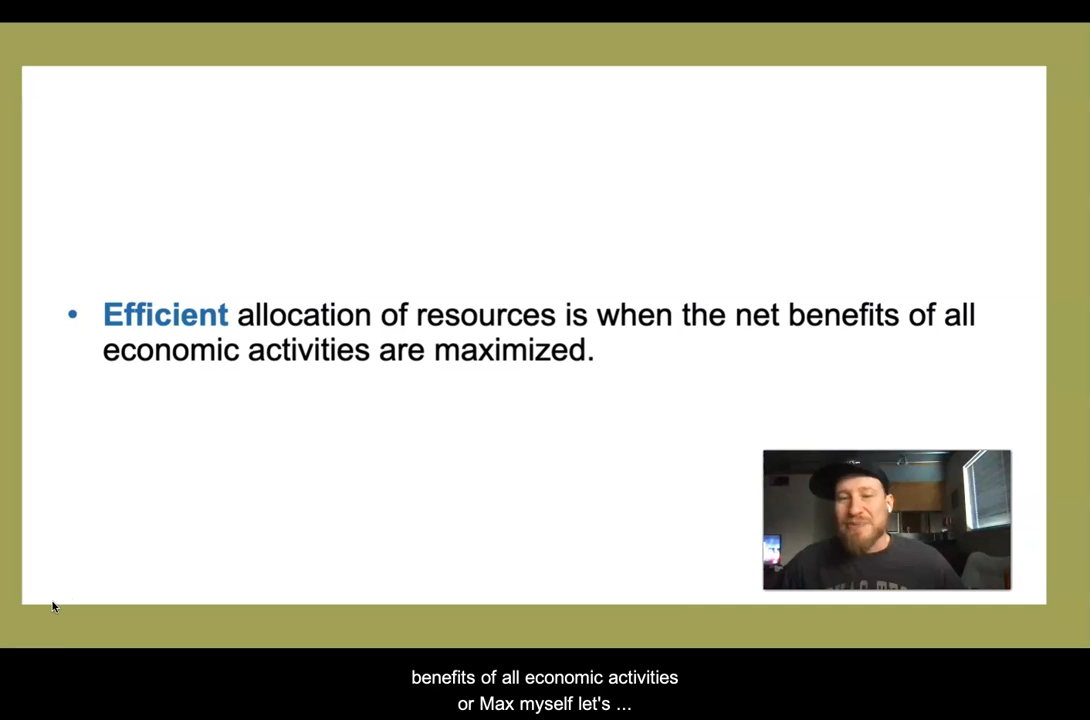 • Efficient allocation of resources is when the net benefits of all
economic activities are maximized.
benefits of all economic activities
or Max myself let's ...